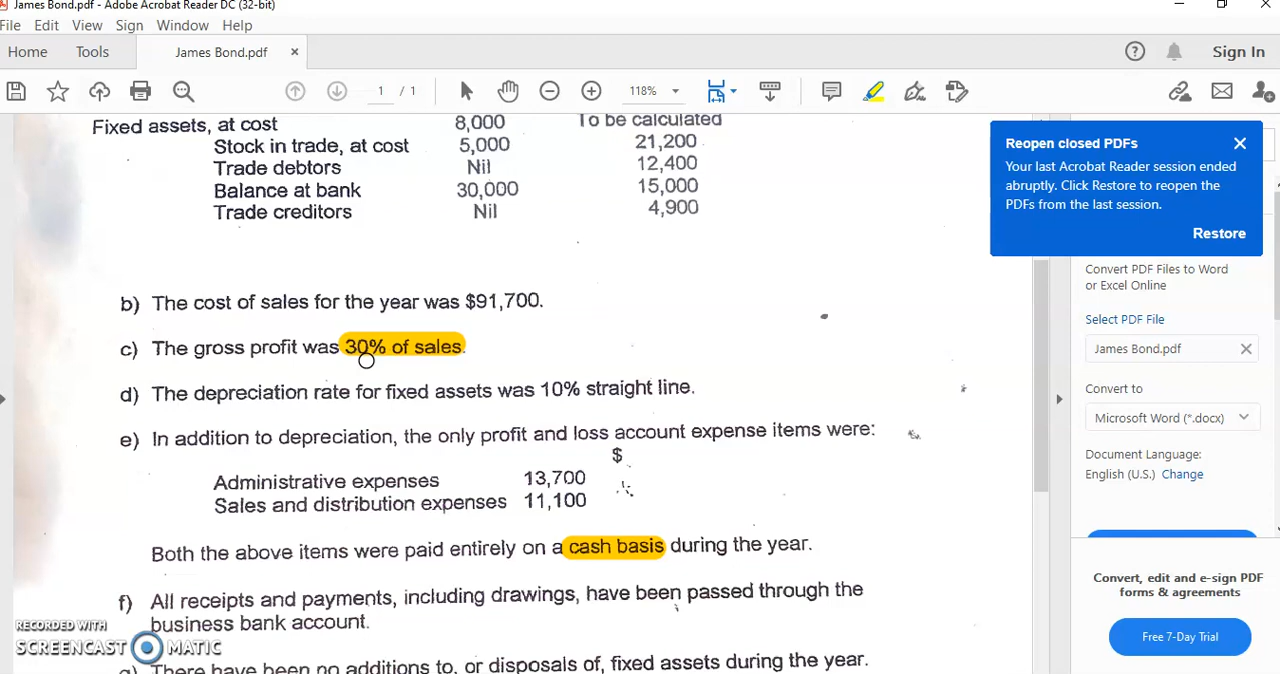 James Bond.pdf - Adobe Acrobat Reader DC (32-bit)
File Edit View Sign Window Help
Home Tools James Bond.pdf × Sign In
1 / 1 118%
Fixed assets, at cost 8,000 To be calculated
Stock in trade, at cost 5,000 21,200
Trade debtors Nil 12,400
Balance at bank 30,000 15,000
Trade creditors Nil 4,900
b) The cost of sales for the year was $91,700.
c) The gross profit was 30% of sales.
d) The depreciation rate for fixed assets was 10% straight line.
e) In addition to depreciation, the only profit and loss account expense items were:
$
Administrative expenses 13,700
Sales and distribution expenses 11,100
Both the above items were paid entirely on a cash basis during the year.
f) All receipts and payments, including drawings, have been passed through the
business bank account.
g) There have been no additions to, or disposals of, fixed assets during the year.
RECORDED WITH
SCREENCAST MATIC
Reopen closed PDFs
Your last Acrobat Reader session ended
abruptly. Click Restore to reopen the
PDFs from the last session.
Restore
Convert PDF Files to Word
or Excel Online
Select PDF File
James Bond.pdf
Convert to
Microsoft Word (*.docx)
Document Language:
English (U.S.) Change
Convert, edit and e-sign PDF
forms & agreements
Free 7-Day Trial